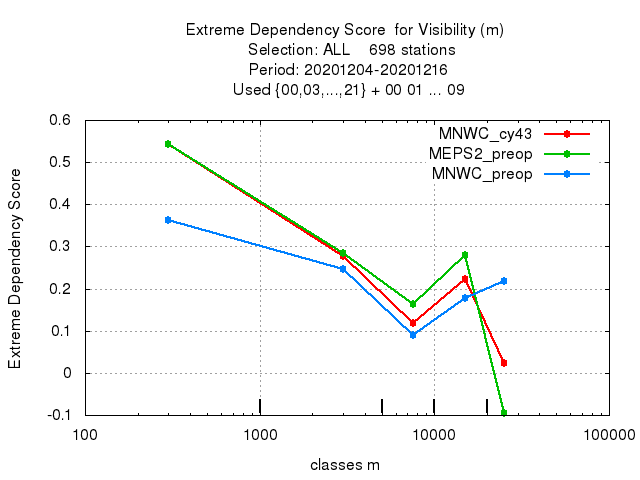 Extreme Dependency Score  for Visibility (m)
Selection: ALL    698 stations
Period: 20201204-20201216
Used {00,03,...,21} + 00 01 ... 09
MNWC_cy43
MEPS2_preop
MNWC_preop
Extreme Dependency Score
0.6
0.5
0.4
0.3
0.2
0.1
0
-0.1
100
1000
10000
100000
classes m